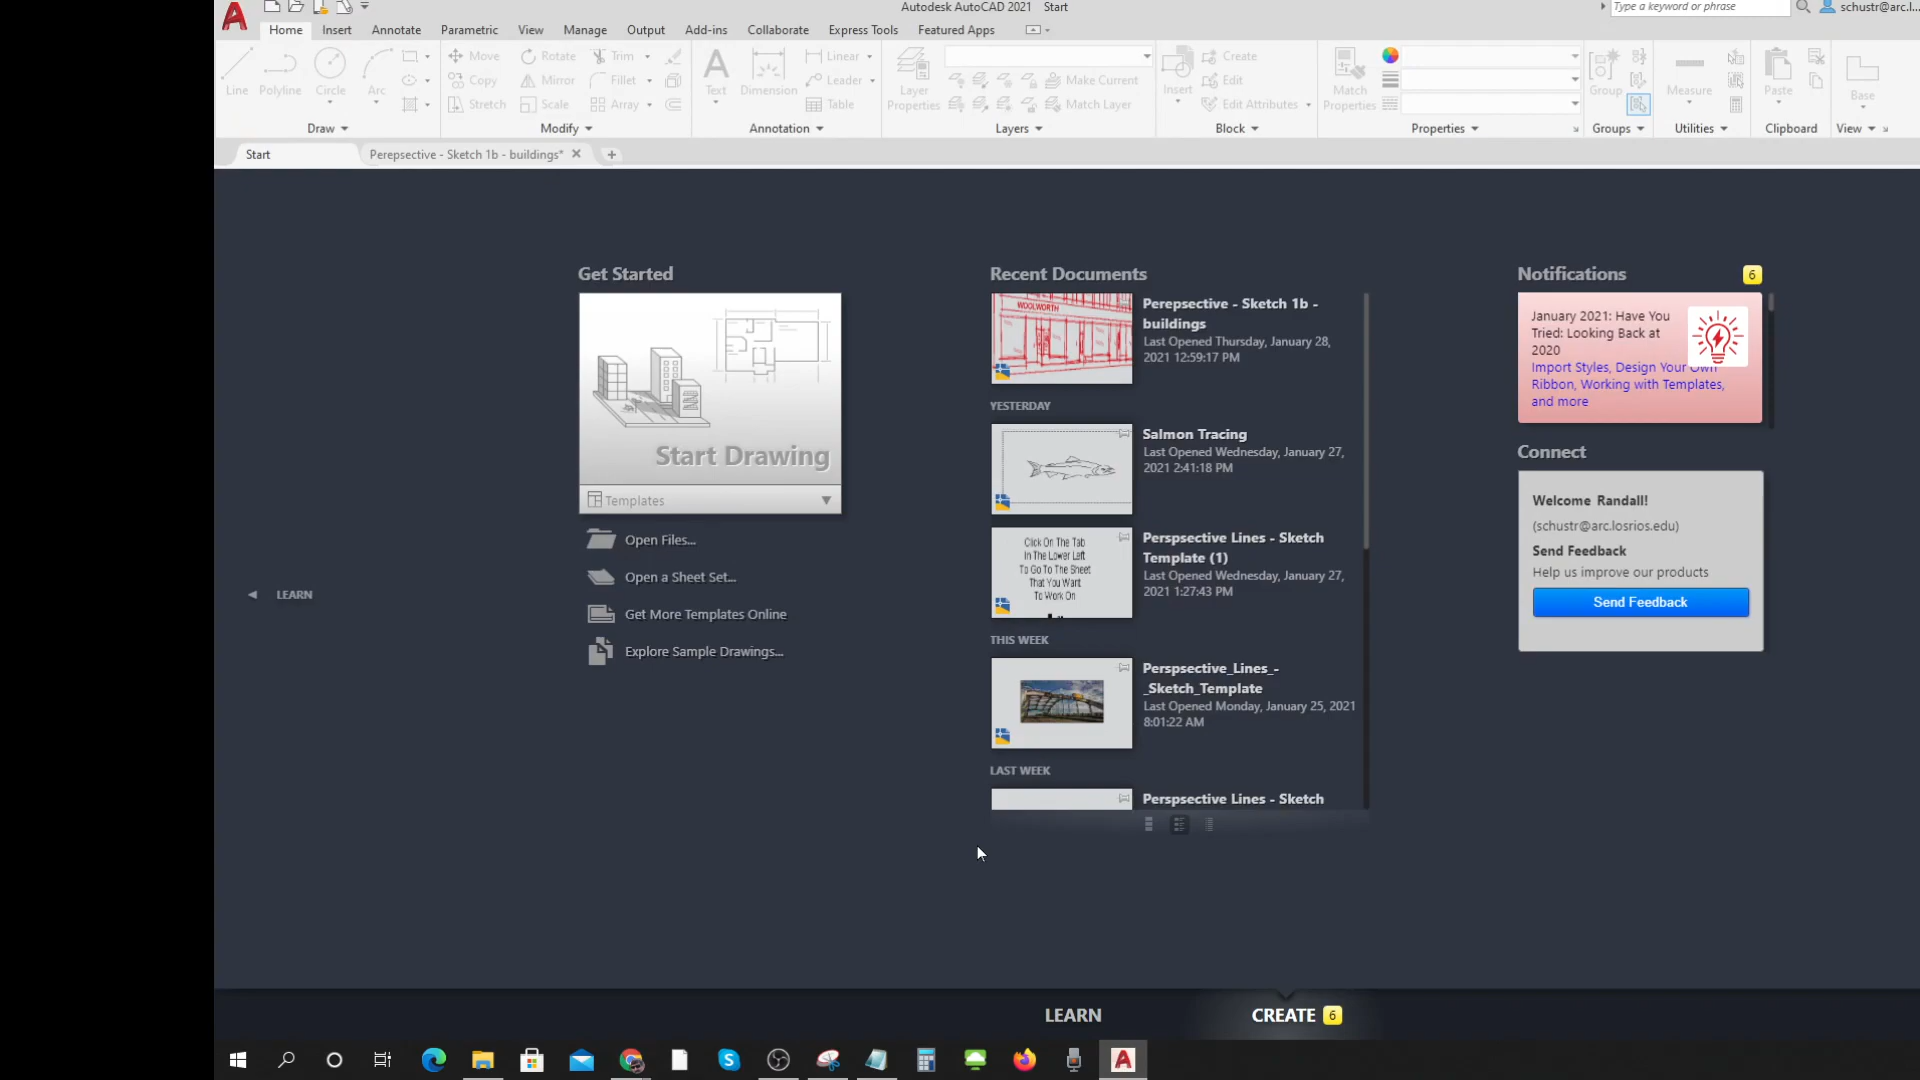 Autodesk AutoCAD 2021 Start
Type a keyword or phrase
schustr@arc.l...
Home Insert Annotate Parametric View Manage Output Add-ins Collaborate Express Tools Featured Apps
Line Polyline Circle Arc
Move Rotate Trim
Copy Mirror Fillet
Stretch Scale Array
Text Dimension
Linear
Leader
Table
Layer
Properties
Make Current
Match Layer
Insert
Create
Edit
Edit Attributes
Match
Properties
Group
Measure
Paste
Base
Draw Modify Annotation Layers Block Properties Groups Utilities Clipboard View
Start
Perepsective - Sketch 1b - buildings*
Get Started
Start Drawing
Templates
Open Files...
Open a Sheet Set...
Get More Templates Online
Explore Sample Drawings...
LEARN
Recent Documents
WOOLWORTH
Perepsective - Sketch 1b -
buildings
Last Opened Thursday, January 28,
2021 12:59:17 PM
YESTERDAY
Salmon Tracing
Last Opened Wednesday, January 27,
2021 2:41:18 PM
Click On The Tab
In The Lower Left
To Go To The Sheet
That You Want
To Work On
Perspsective Lines - Sketch
Template (1)
Last Opened Wednesday, January 27,
2021 1:27:43 PM
THIS WEEK
Perspsective_Lines_-
_Sketch_Template
Last Opened Monday, January 25, 2021
8:01:22 AM
LAST WEEK
Perspsective Lines - Sketch
Notifications 6
January 2021: Have You
Tried: Looking Back at
2020
Import Styles, Design Your Own
Ribbon, Working with Templates,
and more
Connect
Welcome Randall!
(schustr@arc.losrios.edu)
Send Feedback
Help us improve our products
Send Feedback
LEARN
CREATE 6